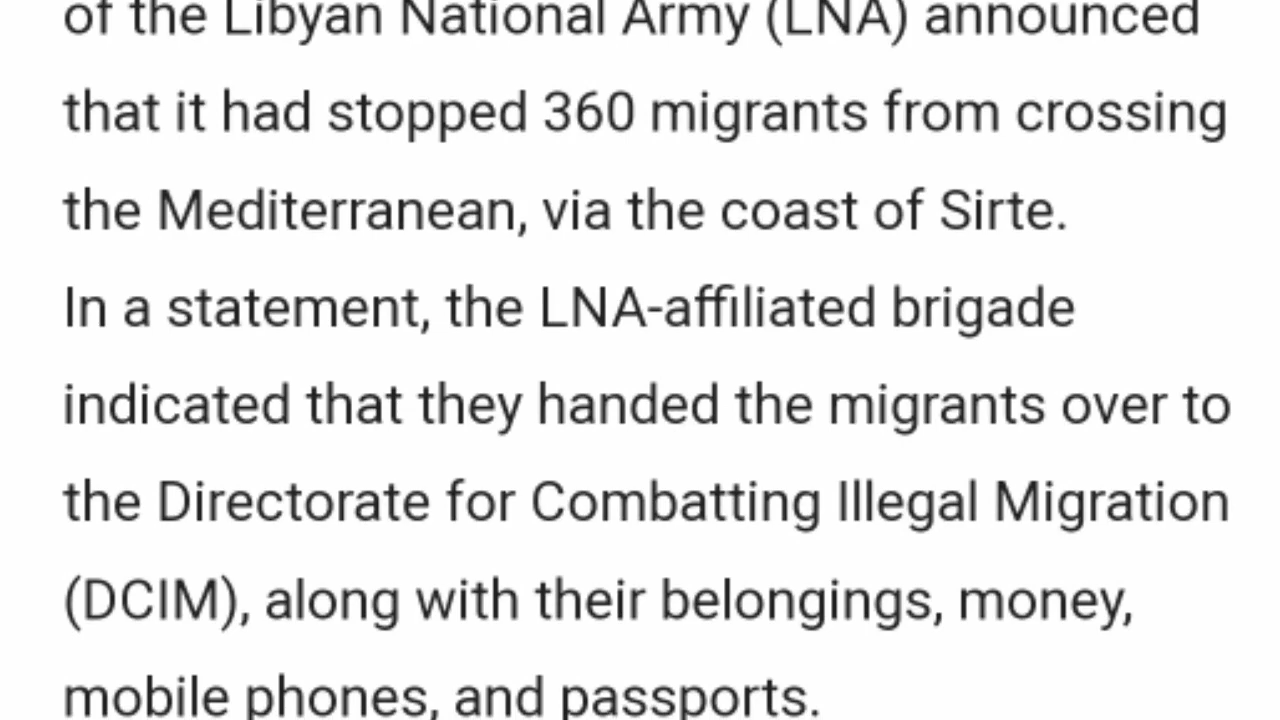 of the Libyan National Army (LNA) announced
that it had stopped 360 migrants from crossing
the Mediterranean, via the coast of Sirte.
In a statement, the LNA-affiliated brigade
indicated that they handed the migrants over to
the Directorate for Combatting Illegal Migration
(DCIM), along with their belongings, money,
mobile phones, and passports.